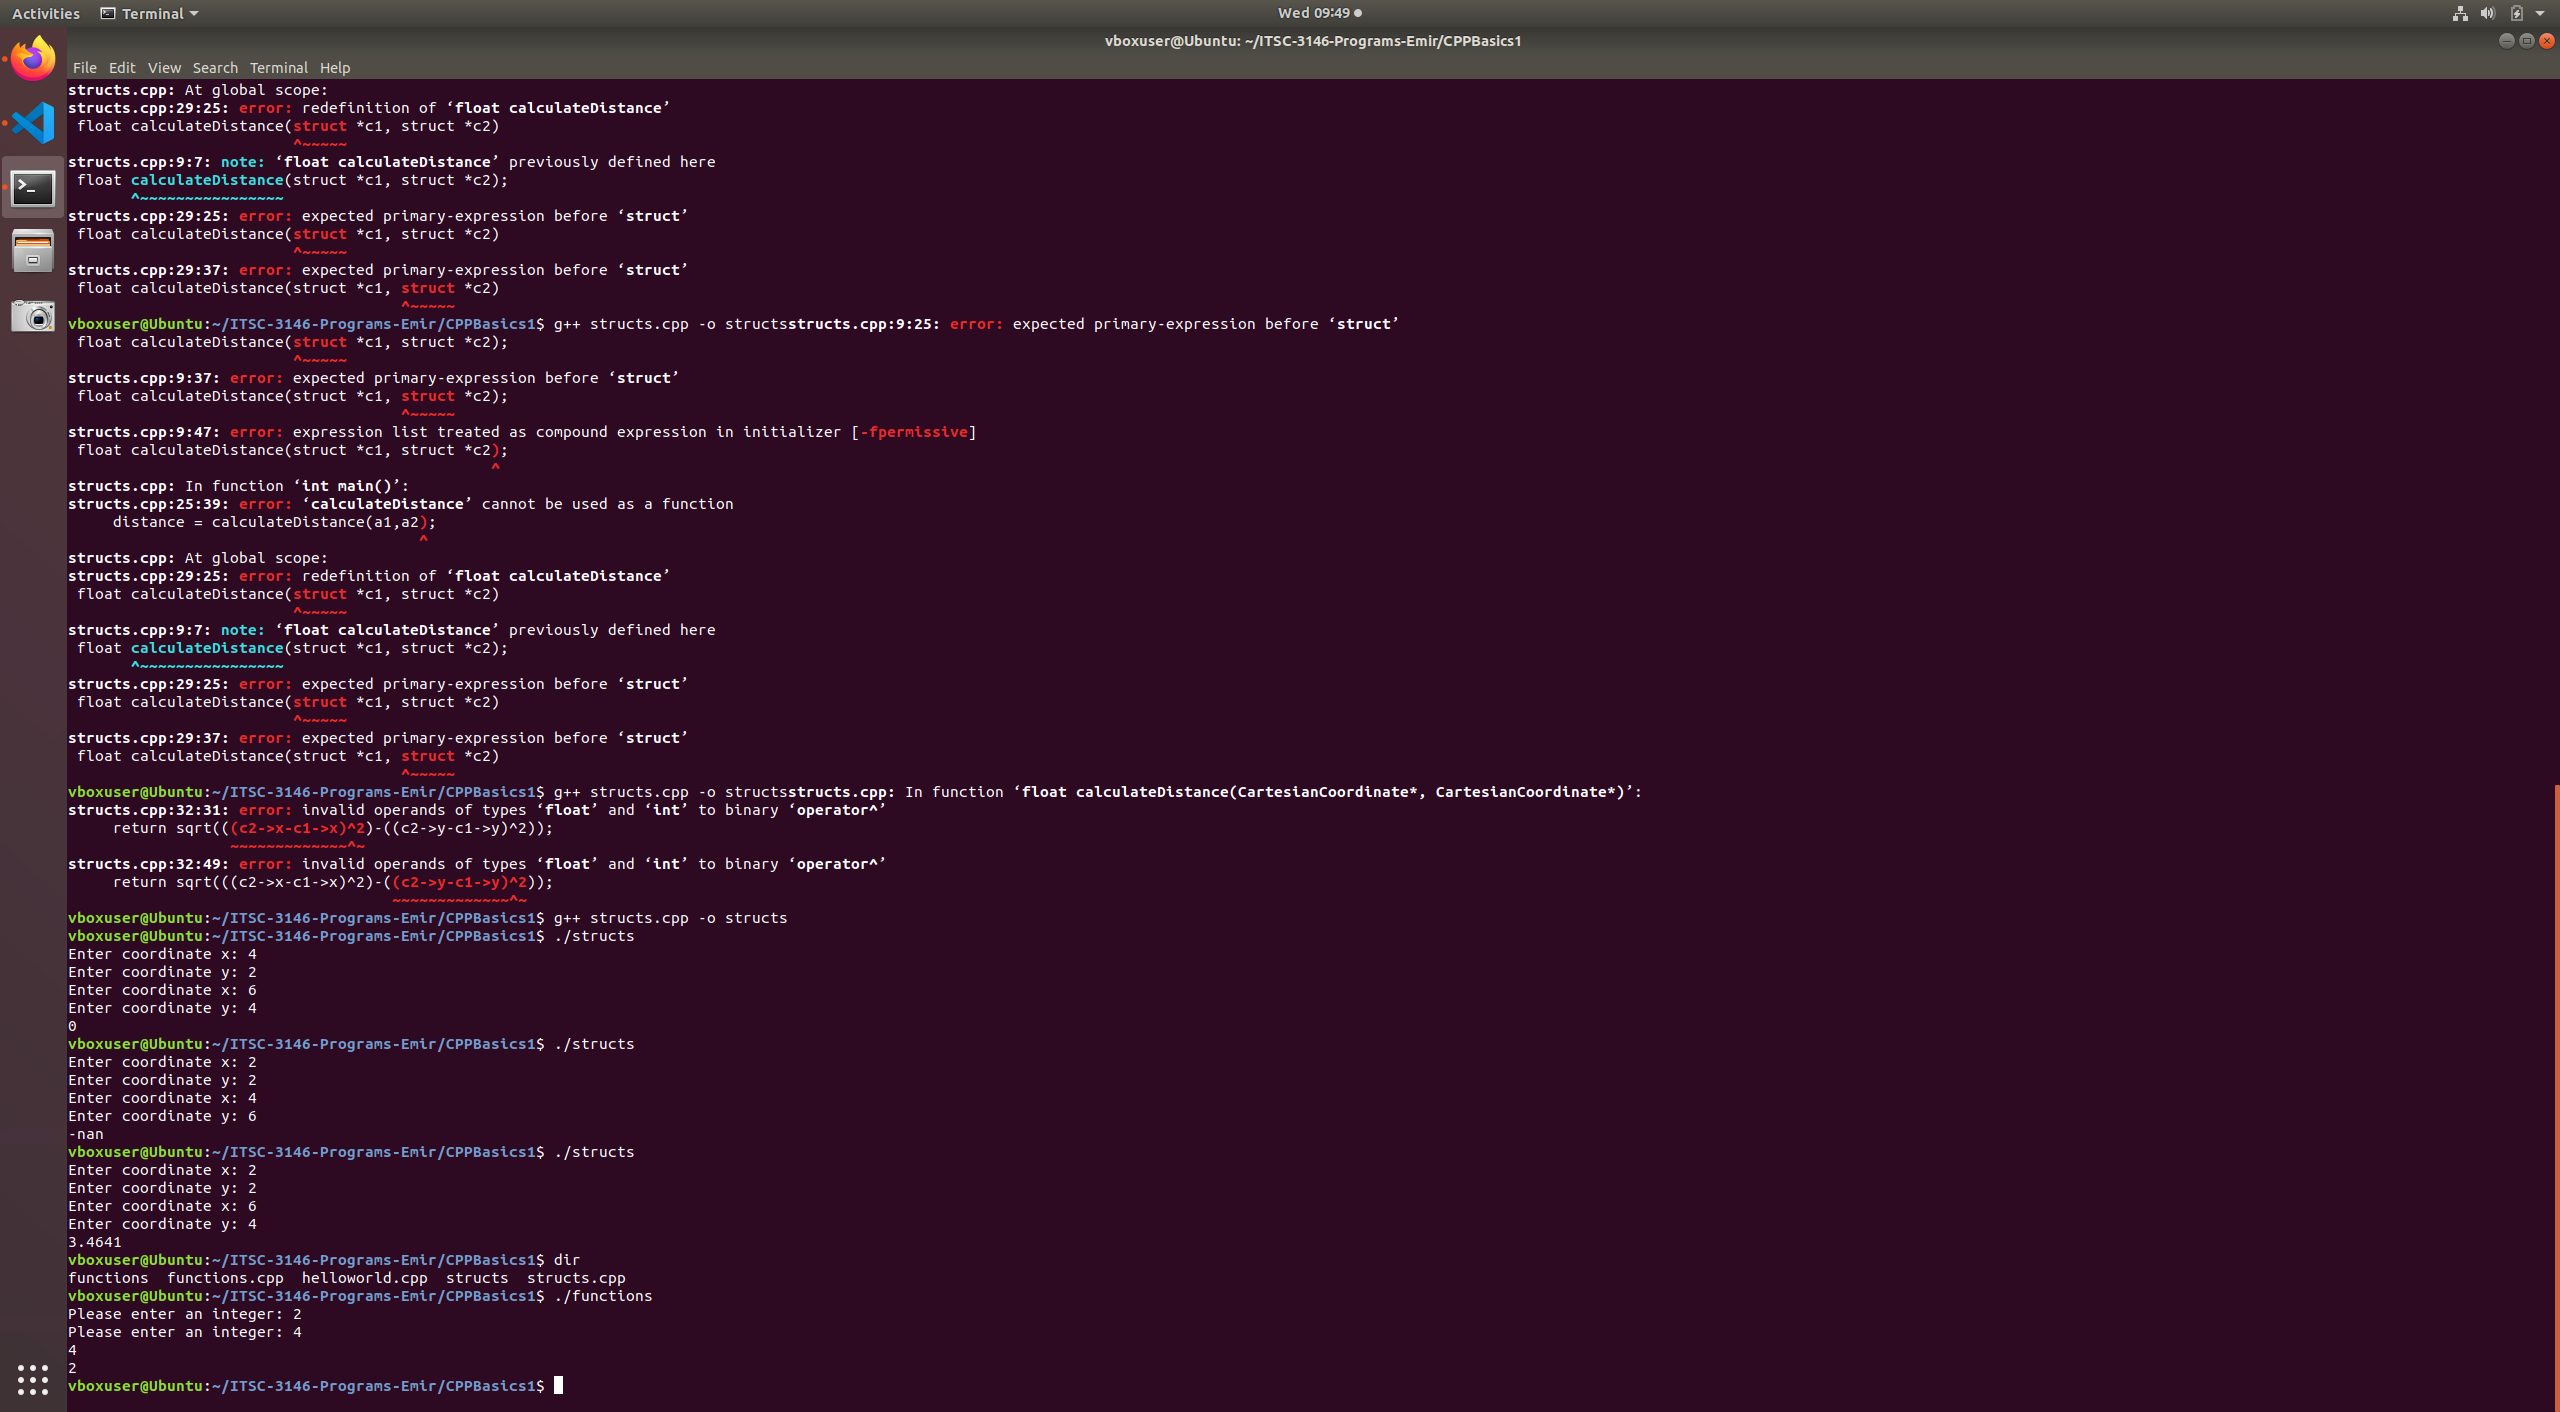 Activities Terminal Wed 09:49
vboxuser@Ubuntu: ~/ITSC-3146-Programs-Emir/CPPBasics1
File Edit View Search Terminal Help
structs.cpp: At global scope:
structs.cpp:29:25: error: redefinition of ‘float calculateDistance’
 float calculateDistance(struct *c1, struct *c2)
                         ^~~~~~
structs.cpp:9:7: note: ‘float calculateDistance’ previously defined here
 float calculateDistance(struct *c1, struct *c2);
       ^~~~~~~~~~~~~~~~~
structs.cpp:29:25: error: expected primary-expression before ‘struct’
 float calculateDistance(struct *c1, struct *c2)
                         ^~~~~~
structs.cpp:29:37: error: expected primary-expression before ‘struct’
 float calculateDistance(struct *c1, struct *c2)
                                     ^~~~~~
vboxuser@Ubuntu:~/ITSC-3146-Programs-Emir/CPPBasics1$ g++ structs.cpp -o structsstructs.cpp:9:25: error: expected primary-expression before ‘struct’
 float calculateDistance(struct *c1, struct *c2);
                         ^~~~~~
structs.cpp:9:37: error: expected primary-expression before ‘struct’
 float calculateDistance(struct *c1, struct *c2);
                                     ^~~~~~
structs.cpp:9:47: error: expression list treated as compound expression in initializer [-fpermissive]
 float calculateDistance(struct *c1, struct *c2);
                                               ^
structs.cpp: In function ‘int main()’:
structs.cpp:25:39: error: ‘calculateDistance’ cannot be used as a function
     distance = calculateDistance(a1,a2);
                                       ^
structs.cpp: At global scope:
structs.cpp:29:25: error: redefinition of ‘float calculateDistance’
 float calculateDistance(struct *c1, struct *c2)
                         ^~~~~~
structs.cpp:9:7: note: ‘float calculateDistance’ previously defined here
 float calculateDistance(struct *c1, struct *c2);
       ^~~~~~~~~~~~~~~~~
structs.cpp:29:25: error: expected primary-expression before ‘struct’
 float calculateDistance(struct *c1, struct *c2)
                         ^~~~~~
structs.cpp:29:37: error: expected primary-expression before ‘struct’
 float calculateDistance(struct *c1, struct *c2)
                                     ^~~~~~
vboxuser@Ubuntu:~/ITSC-3146-Programs-Emir/CPPBasics1$ g++ structs.cpp -o structsstructs.cpp: In function ‘float calculateDistance(CartesianCoordinate*, CartesianCoordinate*)’:
structs.cpp:32:31: error: invalid operands of types ‘float’ and ‘int’ to binary ‘operator^’
     return sqrt(((c2->x-c1->x)^2)-((c2->y-c1->y)^2));
                  ~~~~~~~~~~~~~^~
structs.cpp:32:49: error: invalid operands of types ‘float’ and ‘int’ to binary ‘operator^’
     return sqrt(((c2->x-c1->x)^2)-((c2->y-c1->y)^2));
                                    ~~~~~~~~~~~~~^~
vboxuser@Ubuntu:~/ITSC-3146-Programs-Emir/CPPBasics1$ g++ structs.cpp -o structs
vboxuser@Ubuntu:~/ITSC-3146-Programs-Emir/CPPBasics1$ ./structs
Enter coordinate x: 4
Enter coordinate y: 2
Enter coordinate x: 6
Enter coordinate y: 4
0
vboxuser@Ubuntu:~/ITSC-3146-Programs-Emir/CPPBasics1$ ./structs
Enter coordinate x: 2
Enter coordinate y: 2
Enter coordinate x: 4
Enter coordinate y: 6
-nan
vboxuser@Ubuntu:~/ITSC-3146-Programs-Emir/CPPBasics1$ ./structs
Enter coordinate x: 2
Enter coordinate y: 2
Enter coordinate x: 6
Enter coordinate y: 4
3.4641
vboxuser@Ubuntu:~/ITSC-3146-Programs-Emir/CPPBasics1$ dir
functions  functions.cpp  helloworld.cpp  structs  structs.cpp
vboxuser@Ubuntu:~/ITSC-3146-Programs-Emir/CPPBasics1$ ./functions
Please enter an integer: 2
Please enter an integer: 4
4
2
vboxuser@Ubuntu:~/ITSC-3146-Programs-Emir/CPPBasics1$